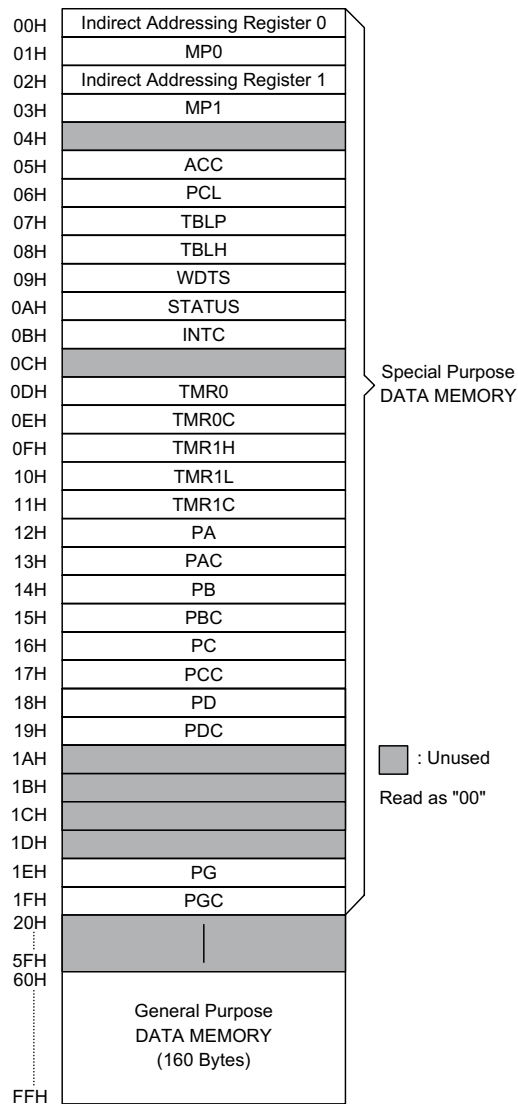 00H Indirect Addressing Register 0
01H MP0
02H Indirect Addressing Register 1
03H MP1
04H
05H ACC
06H PCL
07H TBLP
08H TBLH
09H WDTS
0AH STATUS
0BH INTC
0CH
Special Purpose
DATA MEMORY
0DH TMR0
0EH TMR0C
0FH TMR1H
10H TMR1L
11H TMR1C
12H PA
13H PAC
14H PB
15H PBC
16H PC
17H PCC
18H PD
19H PDC
1AH
: Unused
1BH
Read as "00"
1CH
1DH
1EH PG
1FH PGC
20H
5FH
60H
General Purpose
DATA MEMORY
(160 Bytes)
FFH